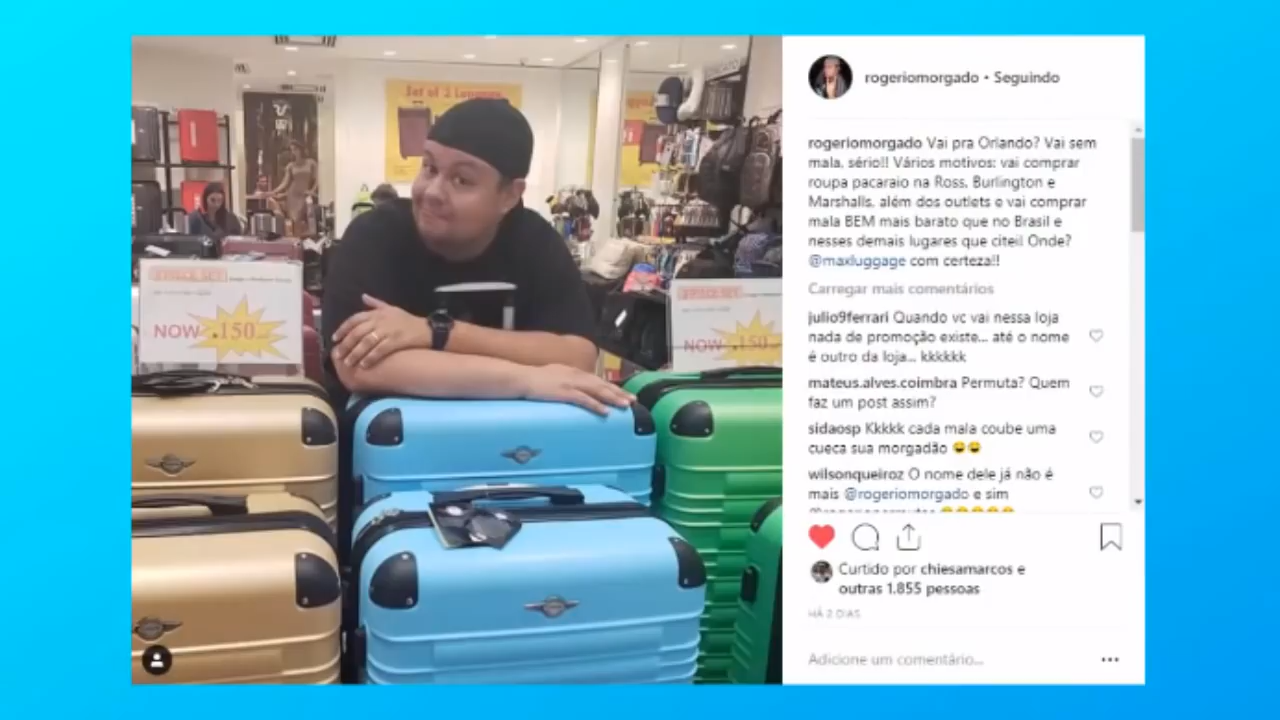 Set of 3 Luggage
NOW 150
NOW 150
rogeriomorgado • Seguindo
rogeriomorgado Vai pra Orlando? Vai sem
mala, sério!! Vários motivos: vai comprar
roupa pacaraio na Ross, Burlington e
Marshalls, além dos outlets e vai comprar
mala BEM mais barato que no Brasil e
nesses demais lugares que citei! Onde?
@maxluggage com certeza!!
Carregar mais comentários
julio9ferrari Quando vc vai nessa loja
nada de promoção existe... até o nome
é outro da loja... kkkkkk
mateus.alves.coimbra Permuta? Quem
faz um post assim?
sidaosp Kkkkk cada mala coube uma
cueca sua morgadão 😂😂
wilsonqueiroz O nome dele já não é
mais @rogeriomorgado e sim
Curtido por chiesamarcos e
outras 1.855 pessoas
HÁ 2 DIAS
Adicione um comentário...